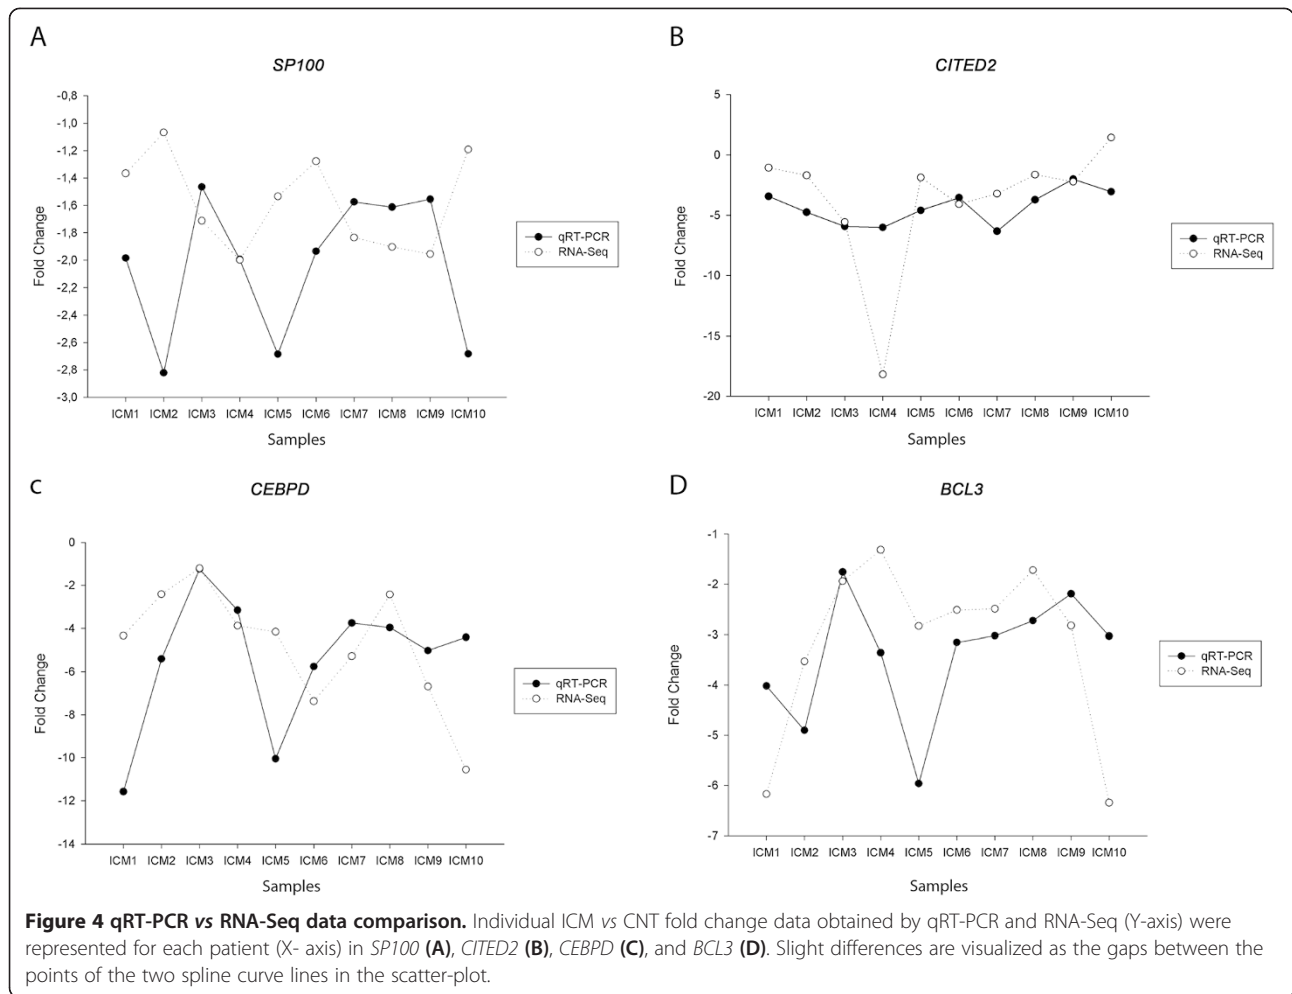 A
SP100
-0,8
-1,0
-1,2
-1,4
-1,6
-1,8
-2,0
-2,2
-2,4
-2,6
-2,8
-3,0
Fold Change
ICM1 ICM2 ICM3 ICM4 ICM5 ICM6 ICM7 ICM8 ICM9 ICM10
Samples
qRT-PCR
RNA-Seq
B
CITED2
5
0
-5
-10
-15
-20
Fold Change
ICM1 ICM2 ICM3 ICM4 ICM5 ICM6 ICM7 ICM8 ICM9 ICM10
Samples
qRT-PCR
RNA-Seq
c
CEBPD
0
-2
-4
-6
-8
-10
-12
-14
Fold Change
ICM1 ICM2 ICM3 ICM4 ICM5 ICM6 ICM7 ICM8 ICM9 ICM10
Samples
qRT-PCR
RNA-Seq
D
BCL3
-1
-2
-3
-4
-5
-6
-7
Fold Change
ICM1 ICM2 ICM3 ICM4 ICM5 ICM6 ICM7 ICM8 ICM9 ICM10
Samples
qRT-PCR
RNA-Seq
Figure 4 qRT-PCR vs RNA-Seq data comparison. Individual ICM vs CNT fold change data obtained by qRT-PCR and RNA-Seq (Y-axis) were
represented for each patient (X- axis) in SP100 (A), CITED2 (B), CEBPD (C), and BCL3 (D). Slight differences are visualized as the gaps between the
points of the two spline curve lines in the scatter-plot.